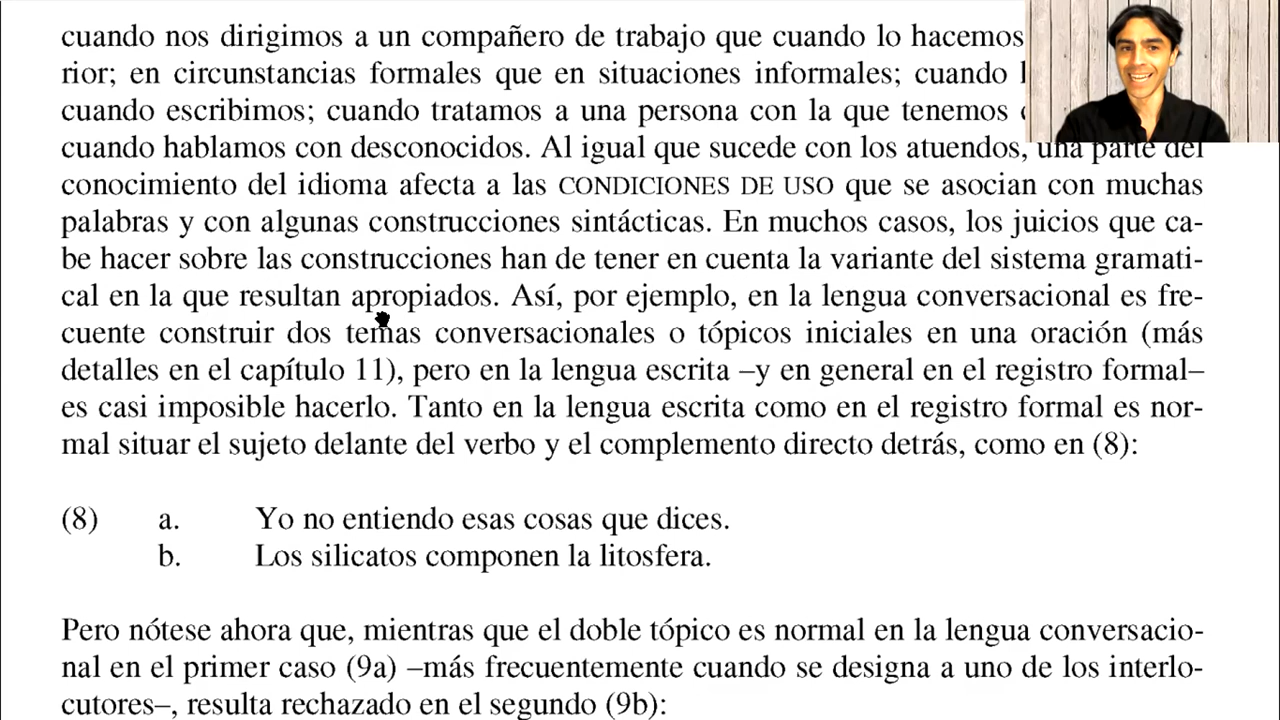 cuando nos dirigimos a un compañero de trabajo que cuando lo hacemos
rior; en circunstancias formales que en situaciones informales; cuando
cuando escribimos; cuando tratamos a una persona con la que tenemos
cuando hablamos con desconocidos. Al igual que sucede con los atuendos, una parte del
conocimiento del idioma afecta a las CONDICIONES DE USO que se asocian con muchas
palabras y con algunas construcciones sintácticas. En muchos casos, los juicios que ca-
be hacer sobre las construcciones han de tener en cuenta la variante del sistema gramati-
cal en la que resultan apropiados. Así, por ejemplo, en la lengua conversacional es fre-
cuente construir dos temas conversacionales o tópicos iniciales en una oración (más
detalles en el capítulo 11), pero en la lengua escrita –y en general en el registro formal–
es casi imposible hacerlo. Tanto en la lengua escrita como en el registro formal es nor-
mal situar el sujeto delante del verbo y el complemento directo detrás, como en (8):
(8) a. Yo no entiendo esas cosas que dices.
b. Los silicatos componen la litosfera.
Pero nótese ahora que, mientras que el doble tópico es normal en la lengua conversacio-
nal en el primer caso (9a) –más frecuentemente cuando se designa a uno de los interlo-
cutores–, resulta rechazado en el segundo (9b):